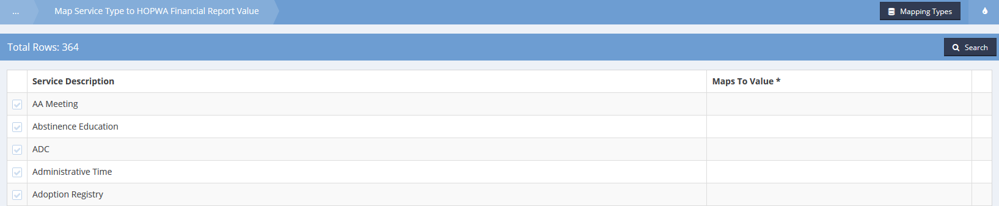 ... Map Service Type to HOPWA Financial Report Value Mapping Types
Total Rows: 364 Search
Service Description Maps To Value *
AA Meeting
Abstinence Education
ADC
Administrative Time
Adoption Registry